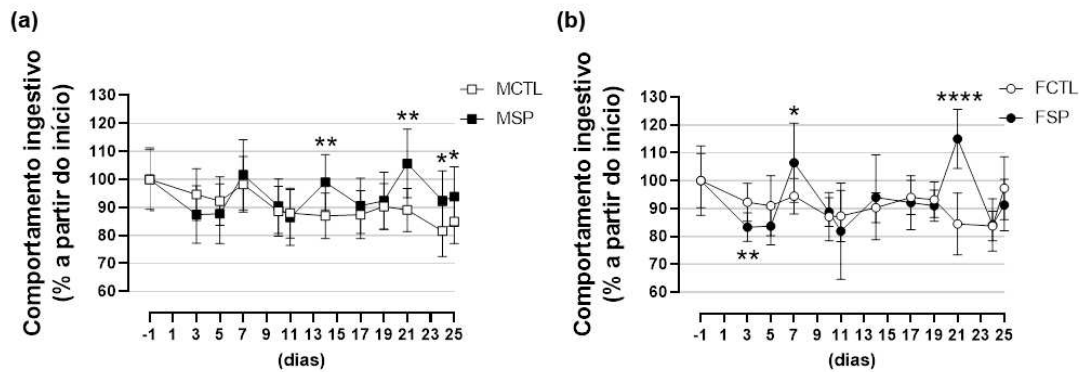 (a)
Comportamento ingestivo
(% a partir do início)
130
120
110
100
90
80
70
60
** ** * *
MCTL
MSP
-1 1 3 5 7 9 11 13 15 17 19 21 23 25
(dias)
(b)
Comportamento ingestivo
(% a partir do início)
130
120
110
100
90
80
70
60
* ****
**
FCTL
FSP
-1 1 3 5 7 9 11 13 15 17 19 21 23 25
(dias)